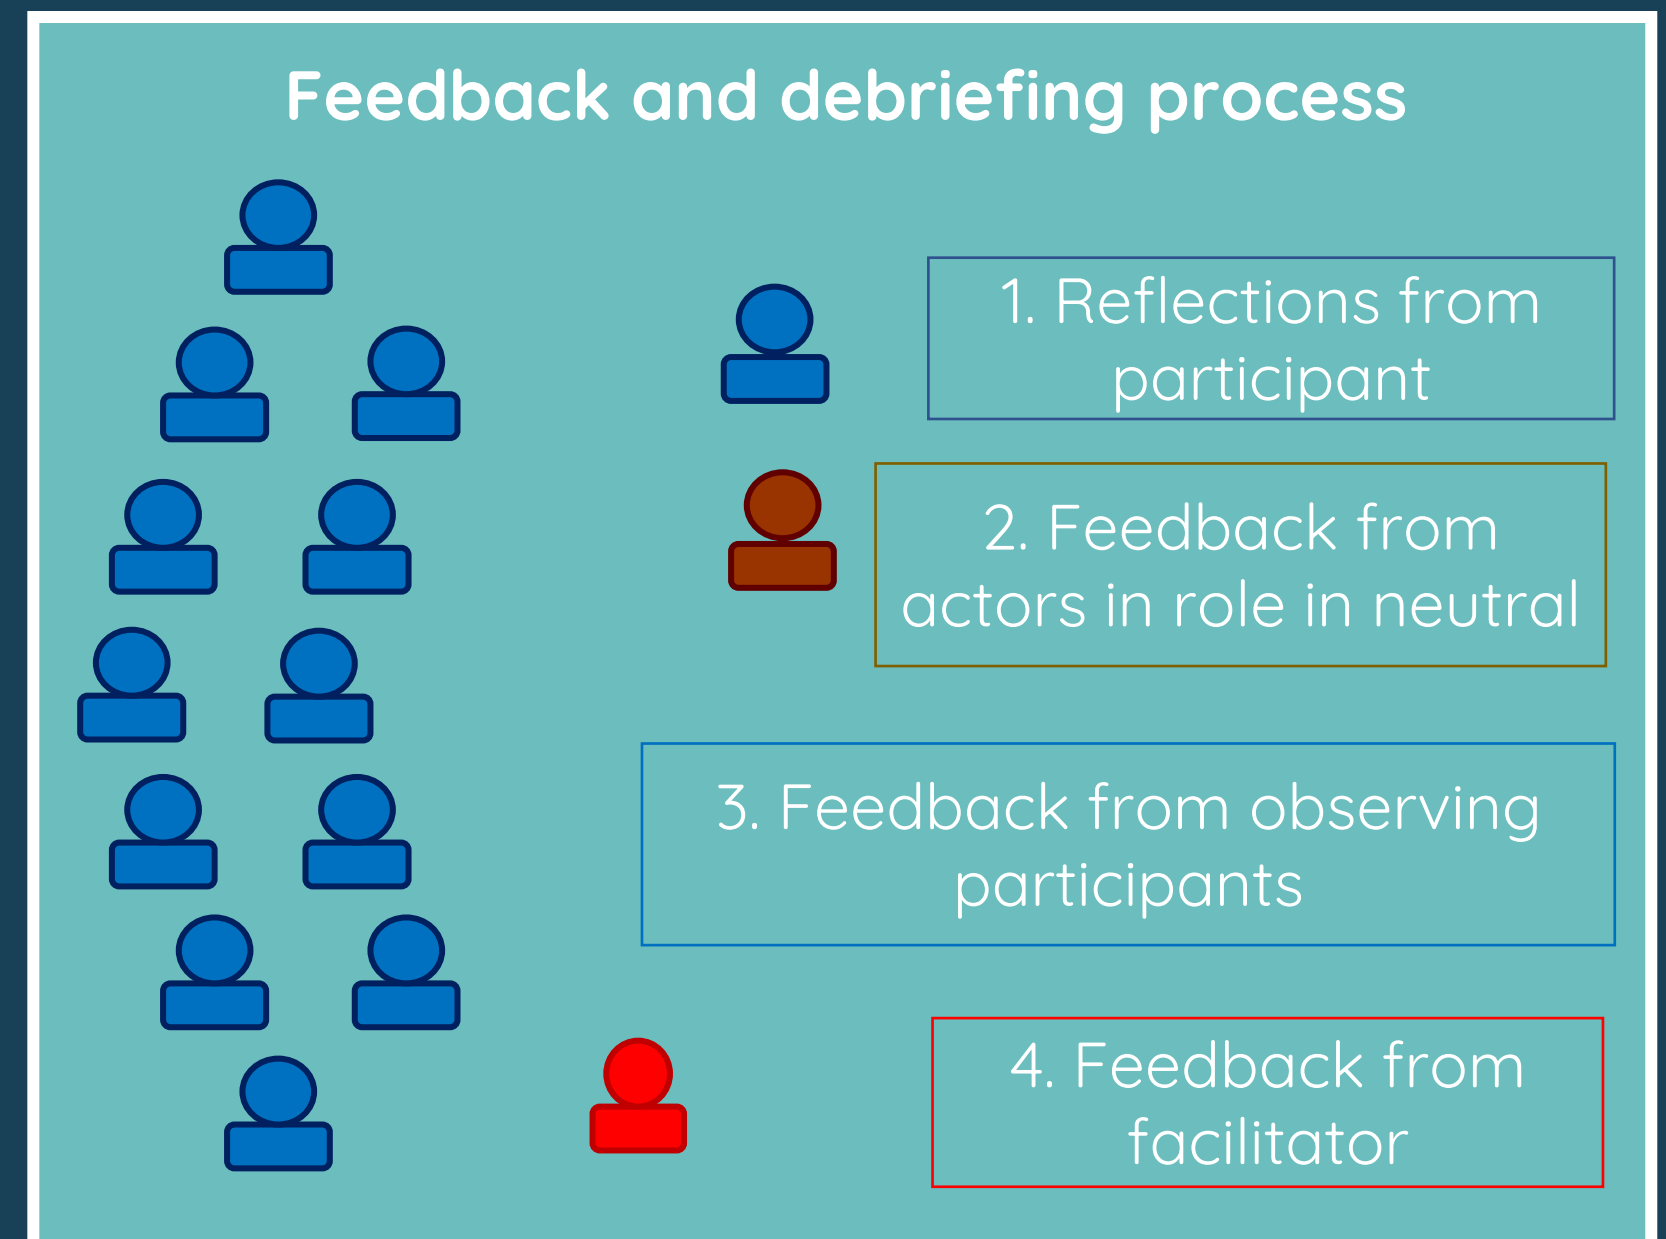 Feedback and debriefing process
1. Reflections from
participant
2. Feedback from
actors in role in neutral
3. Feedback from observing
participants
4. Feedback from
facilitator